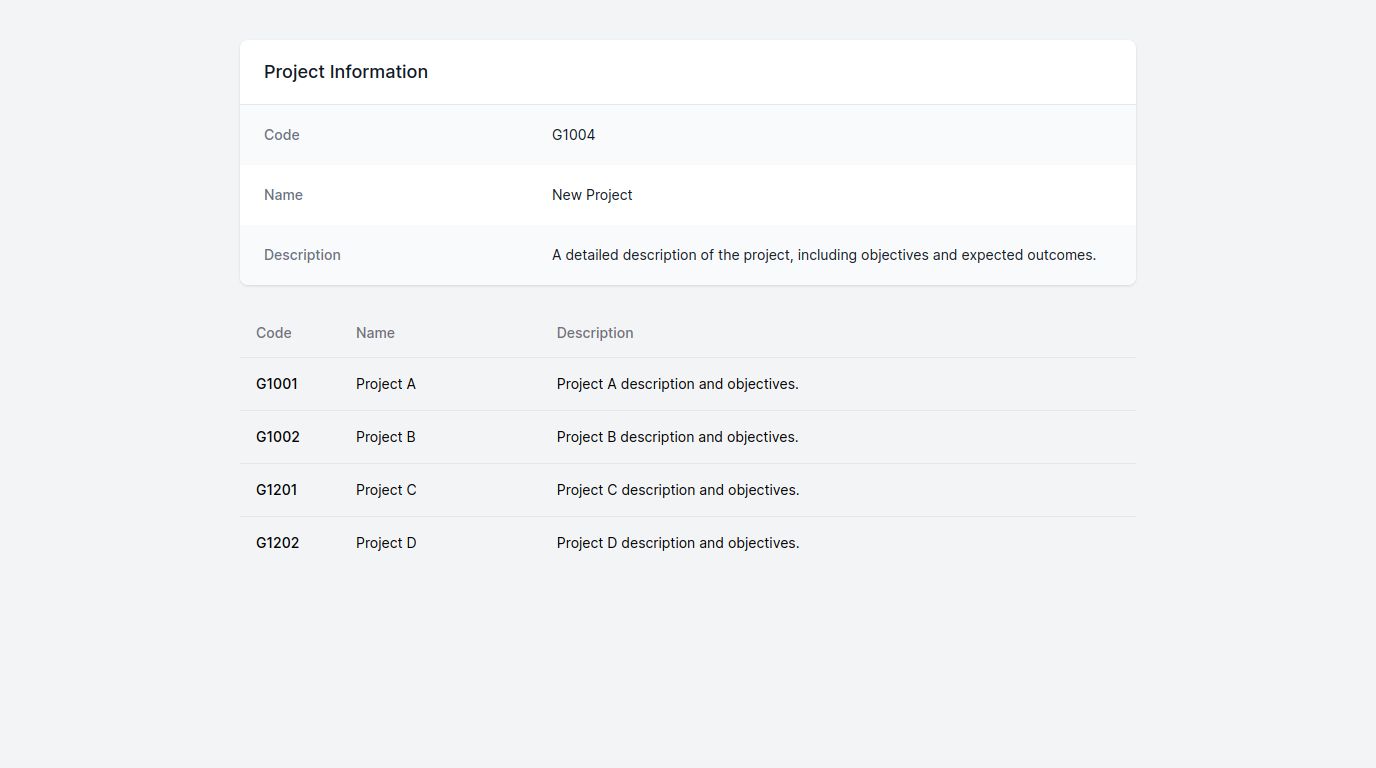 Project Information
Code G1004
Name New Project
Description A detailed description of the project, including objectives and expected outcomes.
Code Name Description
G1001 Project A Project A description and objectives.
G1002 Project B Project B description and objectives.
G1201 Project C Project C description and objectives.
G1202 Project D Project D description and objectives.